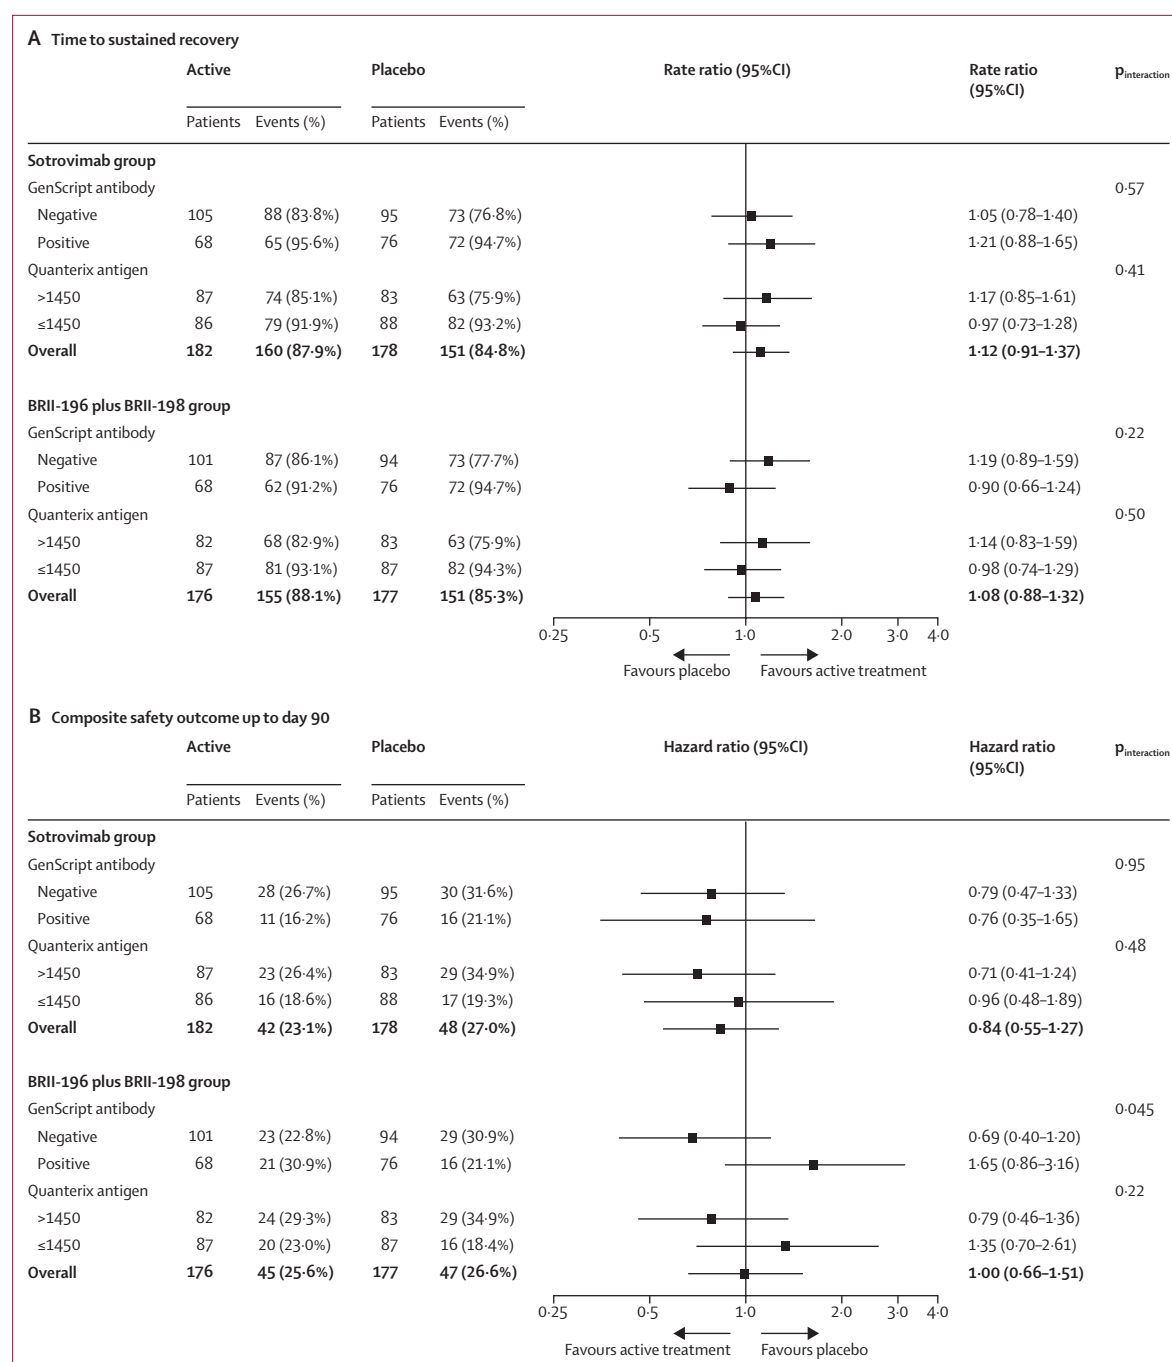 A Time to sustained recovery
Active Placebo Rate ratio (95%CI) Rate ratio (95%CI) pinteraction
Patients Events (%) Patients Events (%)
Sotrovimab group
GenScript antibody 0·57
Negative 105 88 (83·8%) 95 73 (76·8%) 1·05 (0·78–1·40)
Positive 68 65 (95·6%) 76 72 (94·7%) 1·21 (0·88–1·65)
Quanterix antigen 0·41
>1450 87 74 (85·1%) 83 63 (75·9%) 1·17 (0·85–1·61)
≤1450 86 79 (91·9%) 88 82 (93·2%) 0·97 (0·73–1·28)
Overall 182 160 (87·9%) 178 151 (84·8%) 1·12 (0·91–1·37)
BRII-196 plus BRII-198 group
GenScript antibody 0·22
Negative 101 87 (86·1%) 94 73 (77·7%) 1·19 (0·89–1·59)
Positive 68 62 (91·2%) 76 72 (94·7%) 0·90 (0·66–1·24)
Quanterix antigen 0·50
>1450 82 68 (82·9%) 83 63 (75·9%) 1·14 (0·83–1·59)
≤1450 87 81 (93·1%) 87 82 (94·3%) 0·98 (0·74–1·29)
Overall 176 155 (88·1%) 177 151 (85·3%) 1·08 (0·88–1·32)
0·25 0·5 1·0 2·0 3·0 4·0
Favours placebo Favours active treatment
B Composite safety outcome up to day 90
Active Placebo Hazard ratio (95%CI) Hazard ratio (95%CI) pinteraction
Patients Events (%) Patients Events (%)
Sotrovimab group
GenScript antibody 0·95
Negative 105 28 (26·7%) 95 30 (31·6%) 0·79 (0·47–1·33)
Positive 68 11 (16·2%) 76 16 (21·1%) 0·76 (0·35–1·65)
Quanterix antigen 0·48
>1450 87 23 (26·4%) 83 29 (34·9%) 0·71 (0·41–1·24)
≤1450 86 16 (18·6%) 88 17 (19·3%) 0·96 (0·48–1·89)
Overall 182 42 (23·1%) 178 48 (27·0%) 0·84 (0·55–1·27)
BRII-196 plus BRII-198 group
GenScript antibody 0·045
Negative 101 23 (22·8%) 94 29 (30·9%) 0·69 (0·40–1·20)
Positive 68 21 (30·9%) 76 16 (21·1%) 1·65 (0·86–3·16)
Quanterix antigen 0·22
>1450 82 24 (29·3%) 83 29 (34·9%) 0·79 (0·46–1·36)
≤1450 87 20 (23·0%) 87 16 (18·4%) 1·35 (0·70–2·61)
Overall 176 45 (25·6%) 177 47 (26·6%) 1·00 (0·66–1·51)
0·25 0·5 1·0 2·0 3·0 4·0
Favours active treatment Favours placebo